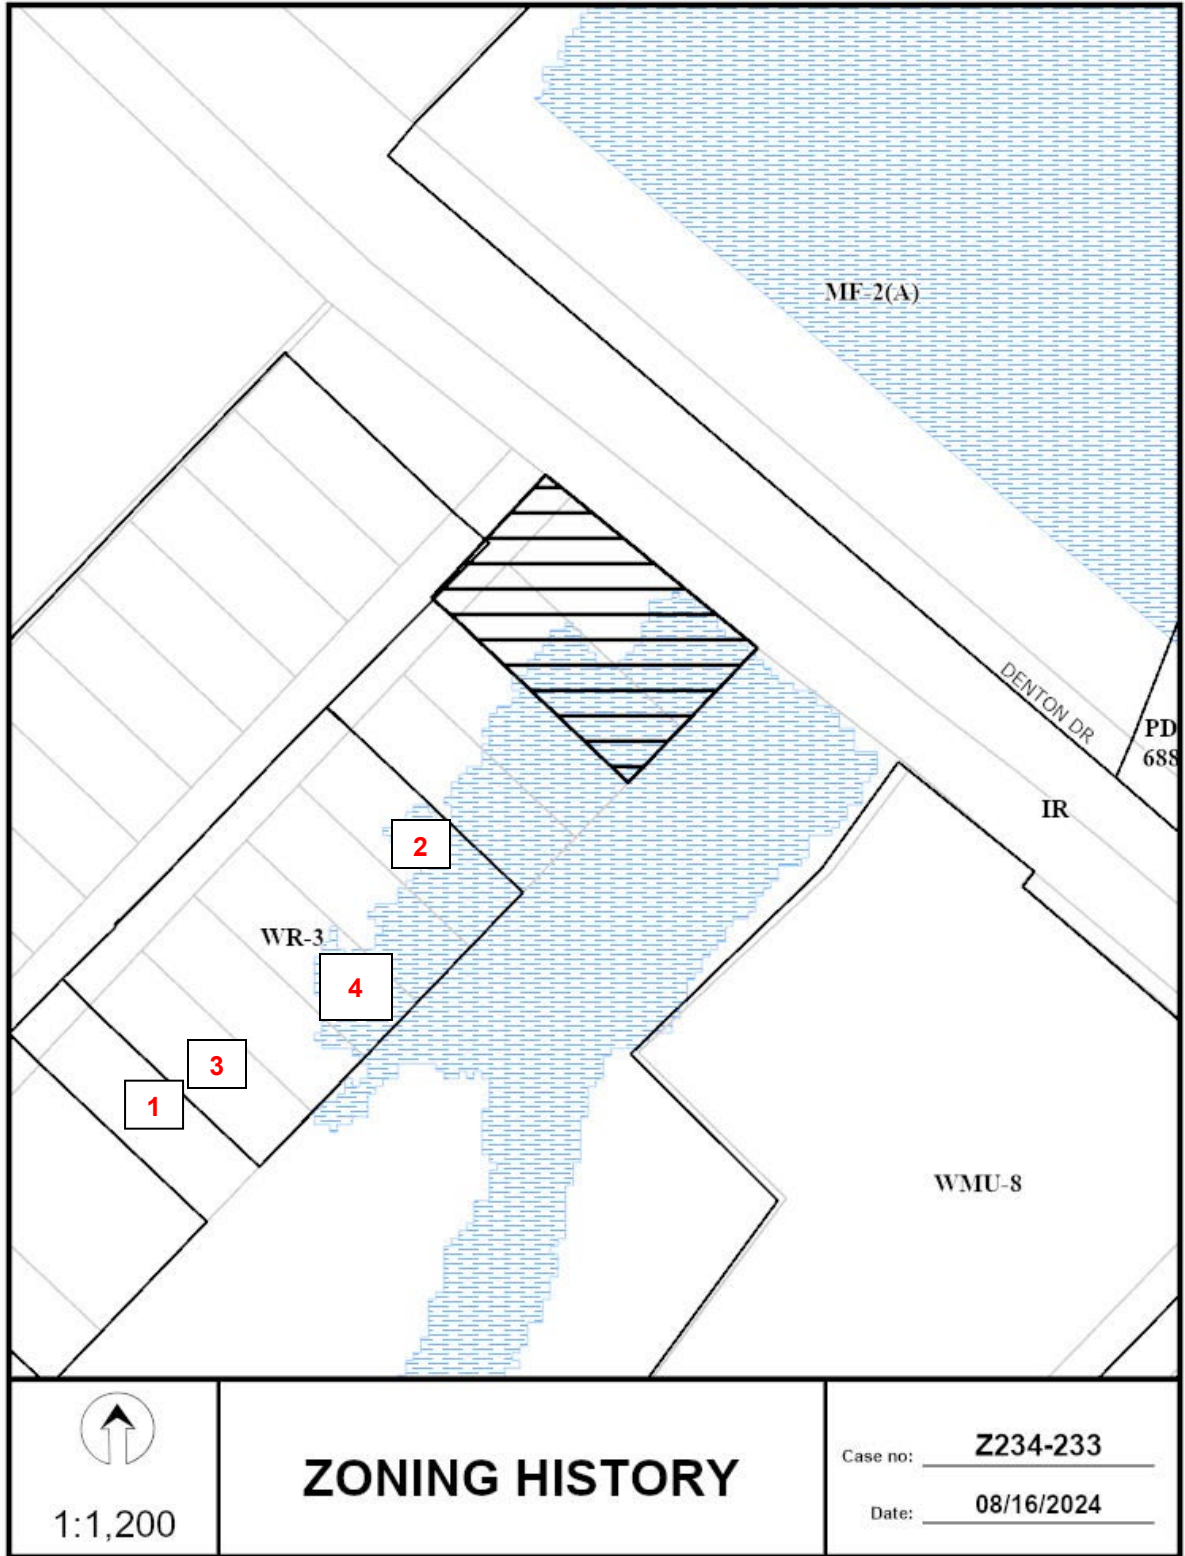 MF-2(A)
DENTON DR
PD
688
IR
2
WR-3
4
3
1
WMU-8
1:1,200
ZONING HISTORY
Case no: Z234-233
Date: 08/16/2024